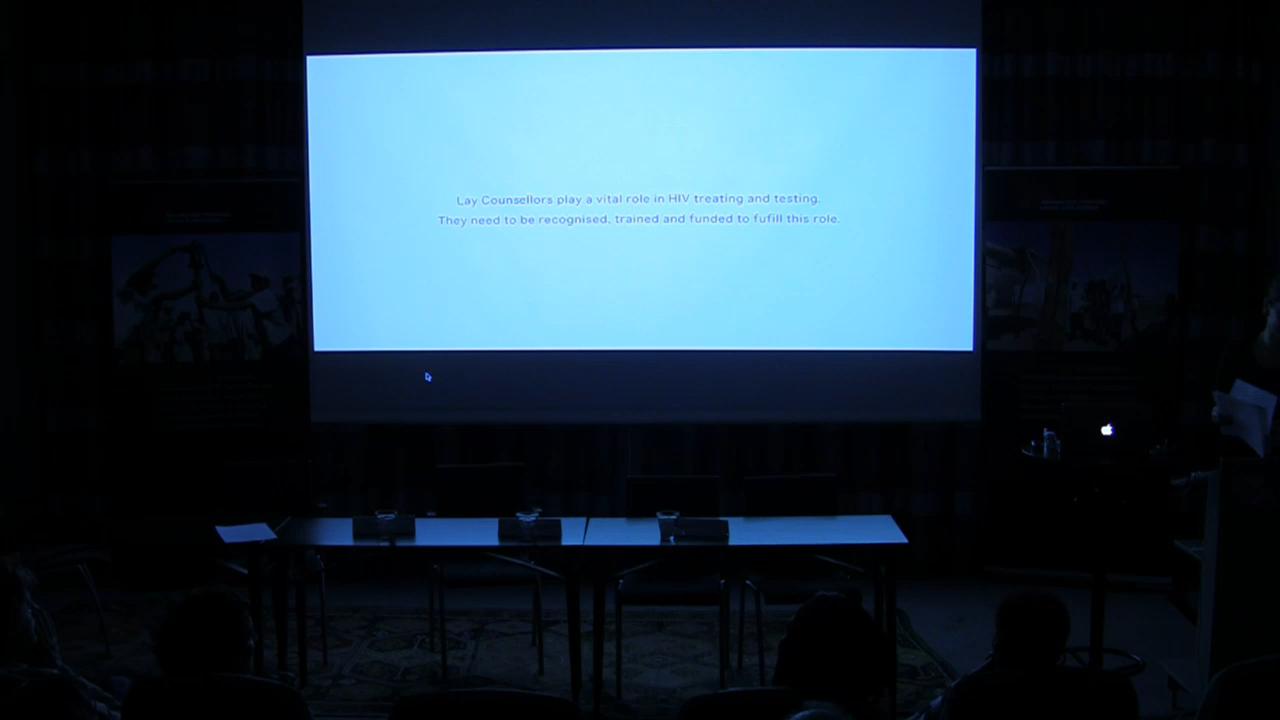 Lay Counsellors play a vital role in HIV treating and testing.
They need to be recognised, trained and funded to fufill this role.